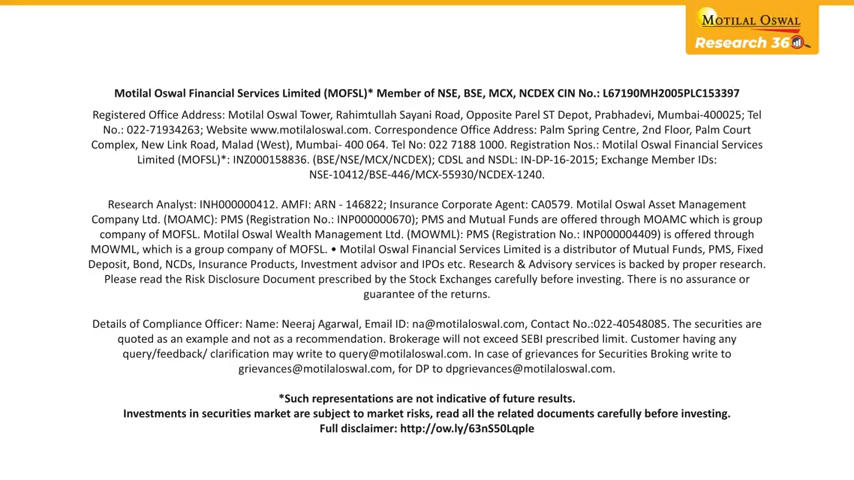 MOTILAL OSWAL
Research 36
Motilal Oswal Financial Services Limited (MOFSL)* Member of NSE, BSE, MCX, NCDEX CIN No.: L67190MH2005PLC153397
Registered Office Address: Motilal Oswal Tower, Rahimtullah Sayani Road, Opposite Parel ST Depot, Prabhadevi, Mumbai-400025; Tel
No.: 022-71934263; Website www.motilaloswal.com. Correspondence Office Address: Palm Spring Centre, 2nd Floor, Palm Court
Complex, New Link Road, Malad (West), Mumbai- 400 064. Tel No: 022 7188 1000. Registration Nos.: Motilal Oswal Financial Services
Limited (MOFSL)*: INZ000158836. (BSE/NSE/MCX/NCDEX); CDSL and NSDL: IN-DP-16-2015; Exchange Member IDs:
NSE-10412/BSE-446/MCX-55930/NCDEX-1240.
Research Analyst: INH000000412. AMFI: ARN - 146822; Insurance Corporate Agent: CA0579. Motilal Oswal Asset Management
Company Ltd. (MOAMC): PMS (Registration No.: INP000000670); PMS and Mutual Funds are offered through MOAMC which is group
company of MOFSL. Motilal Oswal Wealth Management Ltd. (MOWML): PMS (Registration No.: INP000004409) is offered through
MOWML, which is a group company of MOFSL. • Motilal Oswal Financial Services Limited is a distributor of Mutual Funds, PMS, Fixed
Deposit, Bond, NCDs, Insurance Products, Investment advisor and IPOs etc. Research & Advisory services is backed by proper research.
Please read the Risk Disclosure Document prescribed by the Stock Exchanges carefully before investing. There is no assurance or
guarantee of the returns.
Details of Compliance Officer: Name: Neeraj Agarwal, Email ID: na@motilaloswal.com, Contact No.:022-40548085. The securities are
quoted as an example and not as a recommendation. Brokerage will not exceed SEBI prescribed limit. Customer having any
query/feedback/ clarification may write to query@motilaloswal.com. In case of grievances for Securities Broking write to
grievances@motilaloswal.com, for DP to dpgrievances@motilaloswal.com.
*Such representations are not indicative of future results.
Investments in securities market are subject to market risks, read all the related documents carefully before investing.
Full disclaimer: http://ow.ly/63nS50Lqple